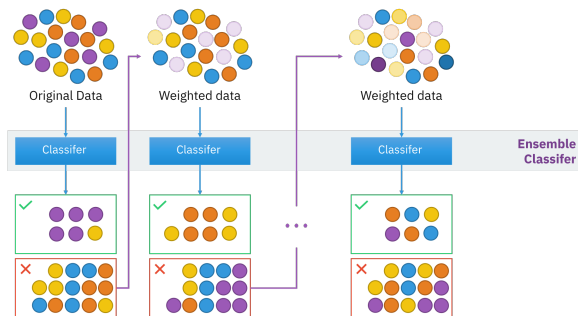 Original Data
Weighted data
Weighted data
Classifer
Classifer
Classifer
Ensemble
Classifer